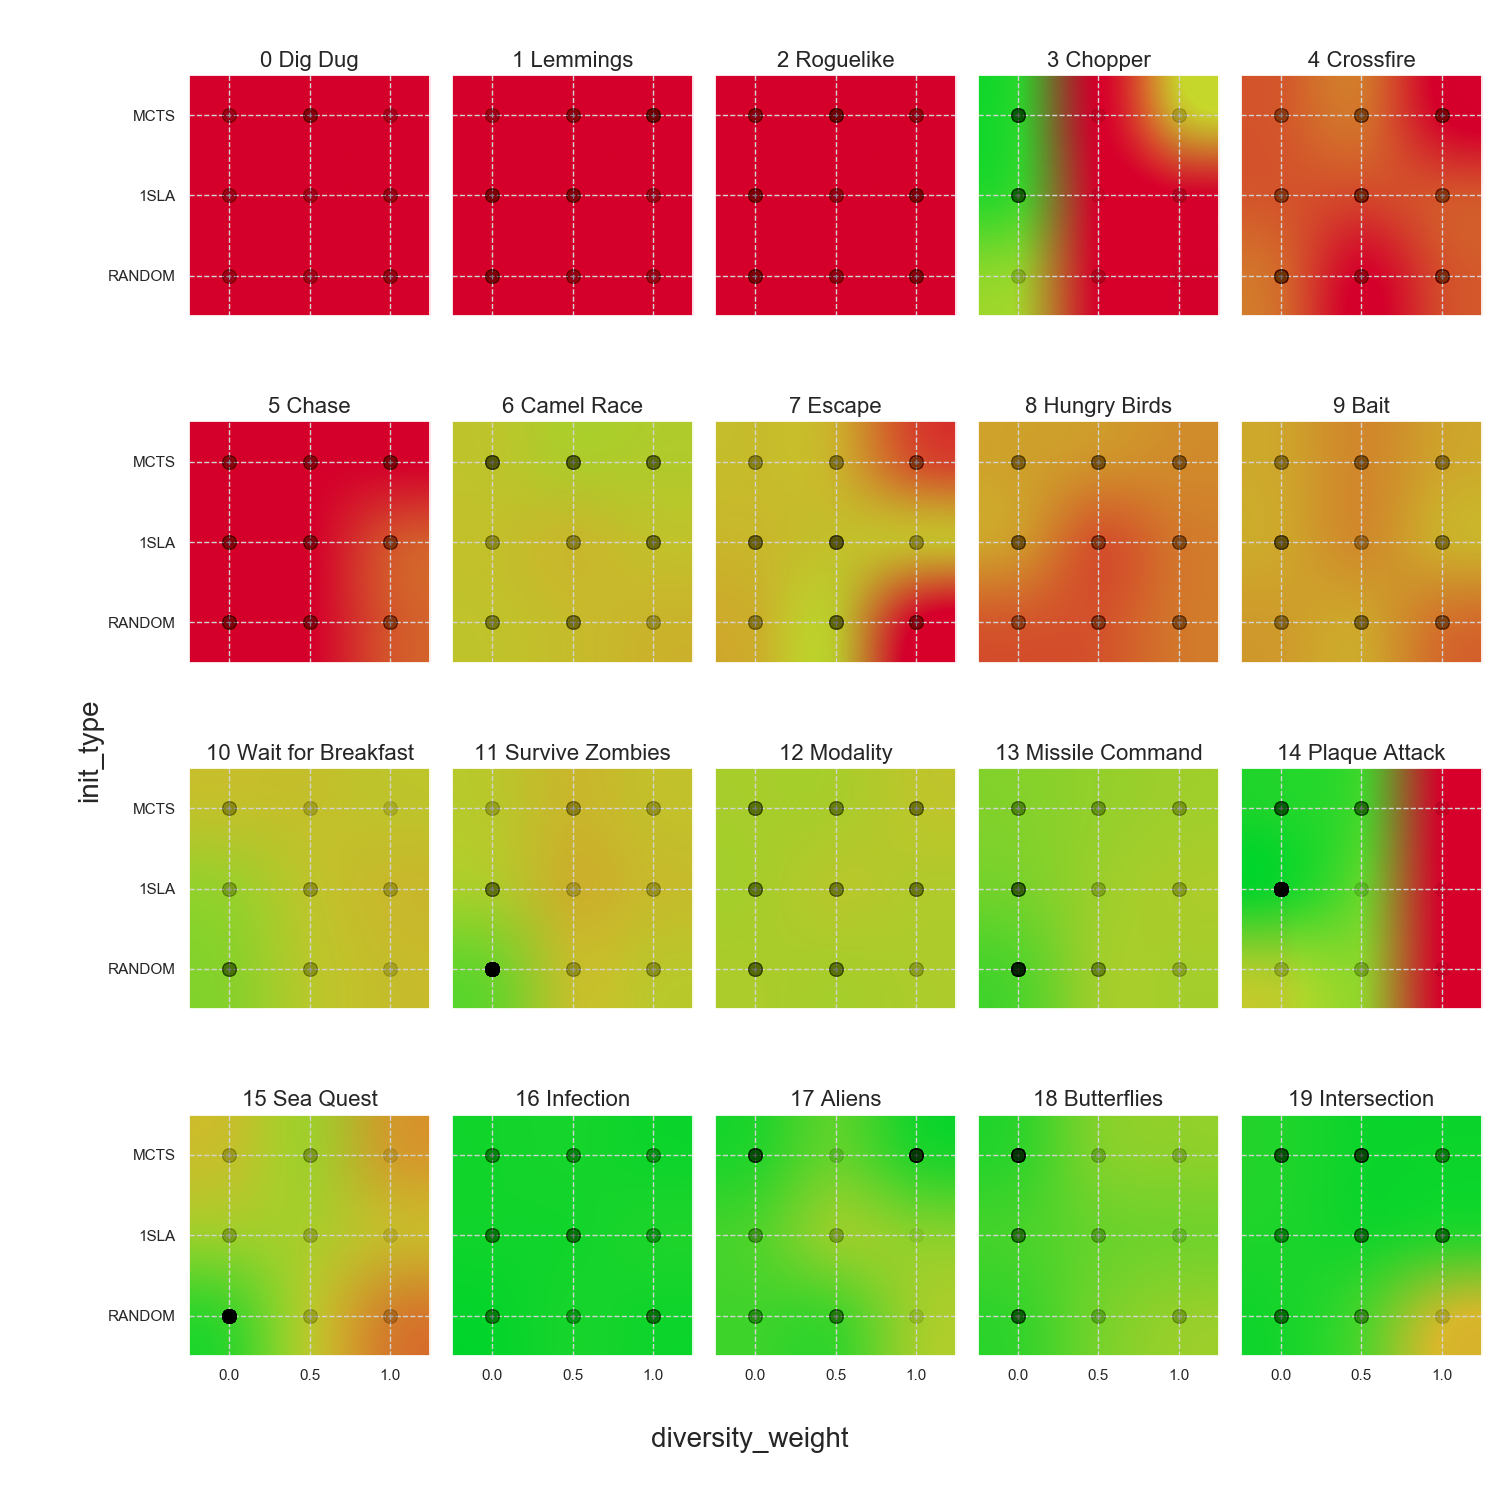 0 Dig Dug
1 Lemmings
2 Roguelike
3 Chopper
4 Crossfire
MCTS
1SLA
RANDOM
5 Chase
6 Camel Race
7 Escape
8 Hungry Birds
9 Bait
MCTS
1SLA
RANDOM
init_type
10 Wait for Breakfast
11 Survive Zombies
12 Modality
13 Missile Command
14 Plaque Attack
MCTS
1SLA
RANDOM
15 Sea Quest
16 Infection
17 Aliens
18 Butterflies
19 Intersection
MCTS
1SLA
RANDOM
0.0 0.5 1.0
0.0 0.5 1.0
0.0 0.5 1.0
0.0 0.5 1.0
0.0 0.5 1.0
diversity_weight